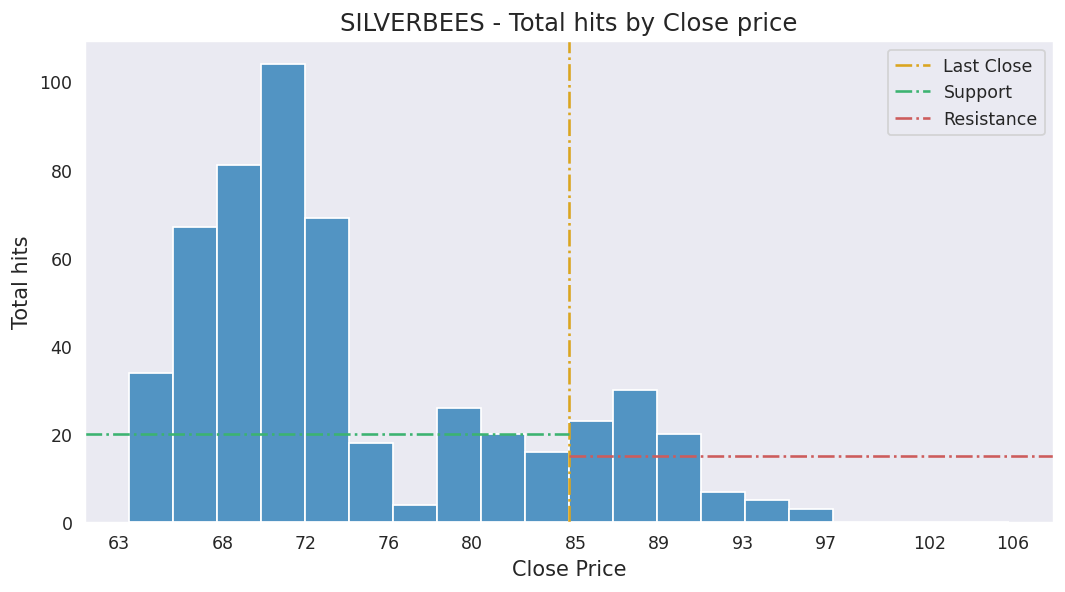 SILVERBEES - Total hits by Close price
Last Close
Support
Resistance
Total hits
100
80
60
40
20
0
63 68 72 76 80 85 89 93 97 102 106
Close Price